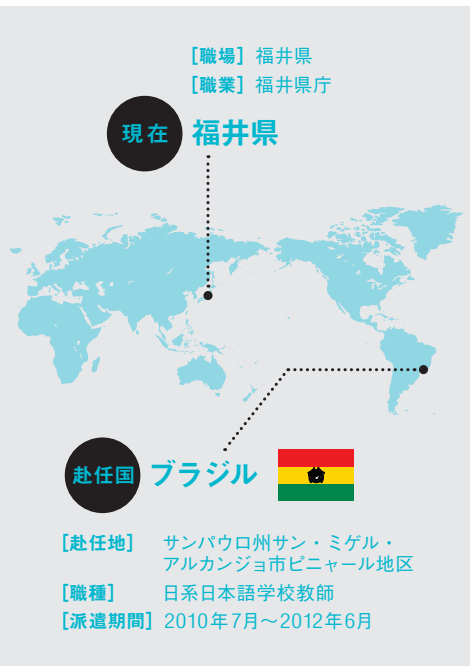 ［職場］福井県
［職業］福井県庁
現在 福井県
赴任国 ブラジル
［赴任地］ サンパウロ州サン・ミゲル・
アルカンジョ市ピニャール地区
［職種］ 日系日本語学校教師
［派遣期間］ 2010年7月〜2012年6月